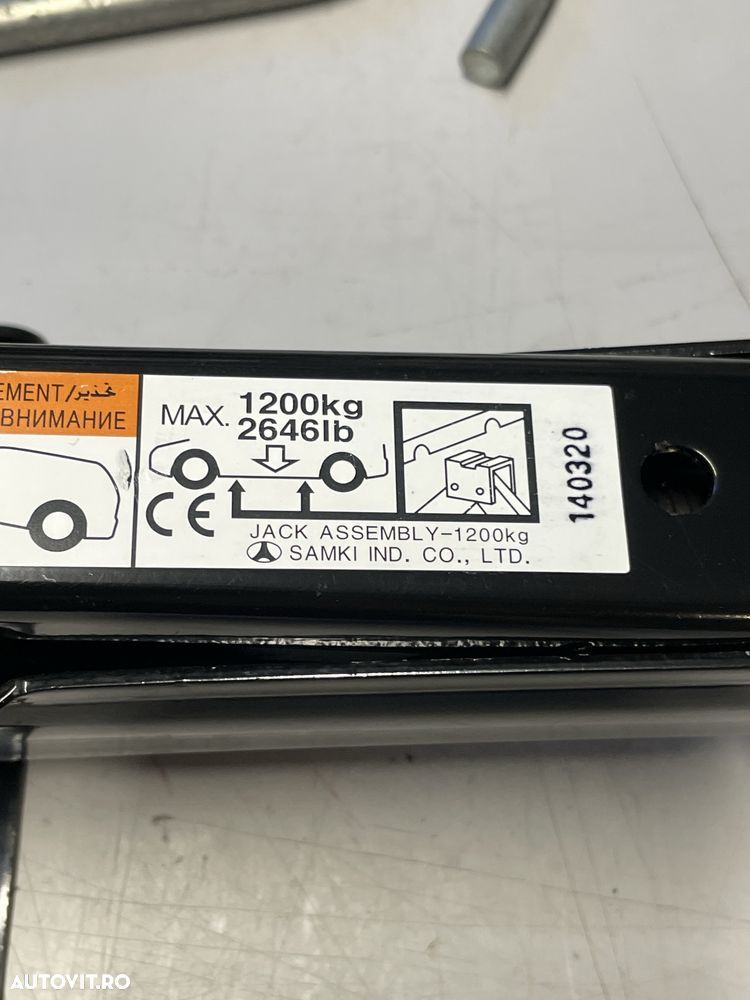 EMENT/تحذير
ВНИМАНИЕ
MAX. 1200kg
2646lb
CE
JACK ASSEMBLY-1200kg
SAMKI IND. CO., LTD.
140320
AUTOVIT.RO